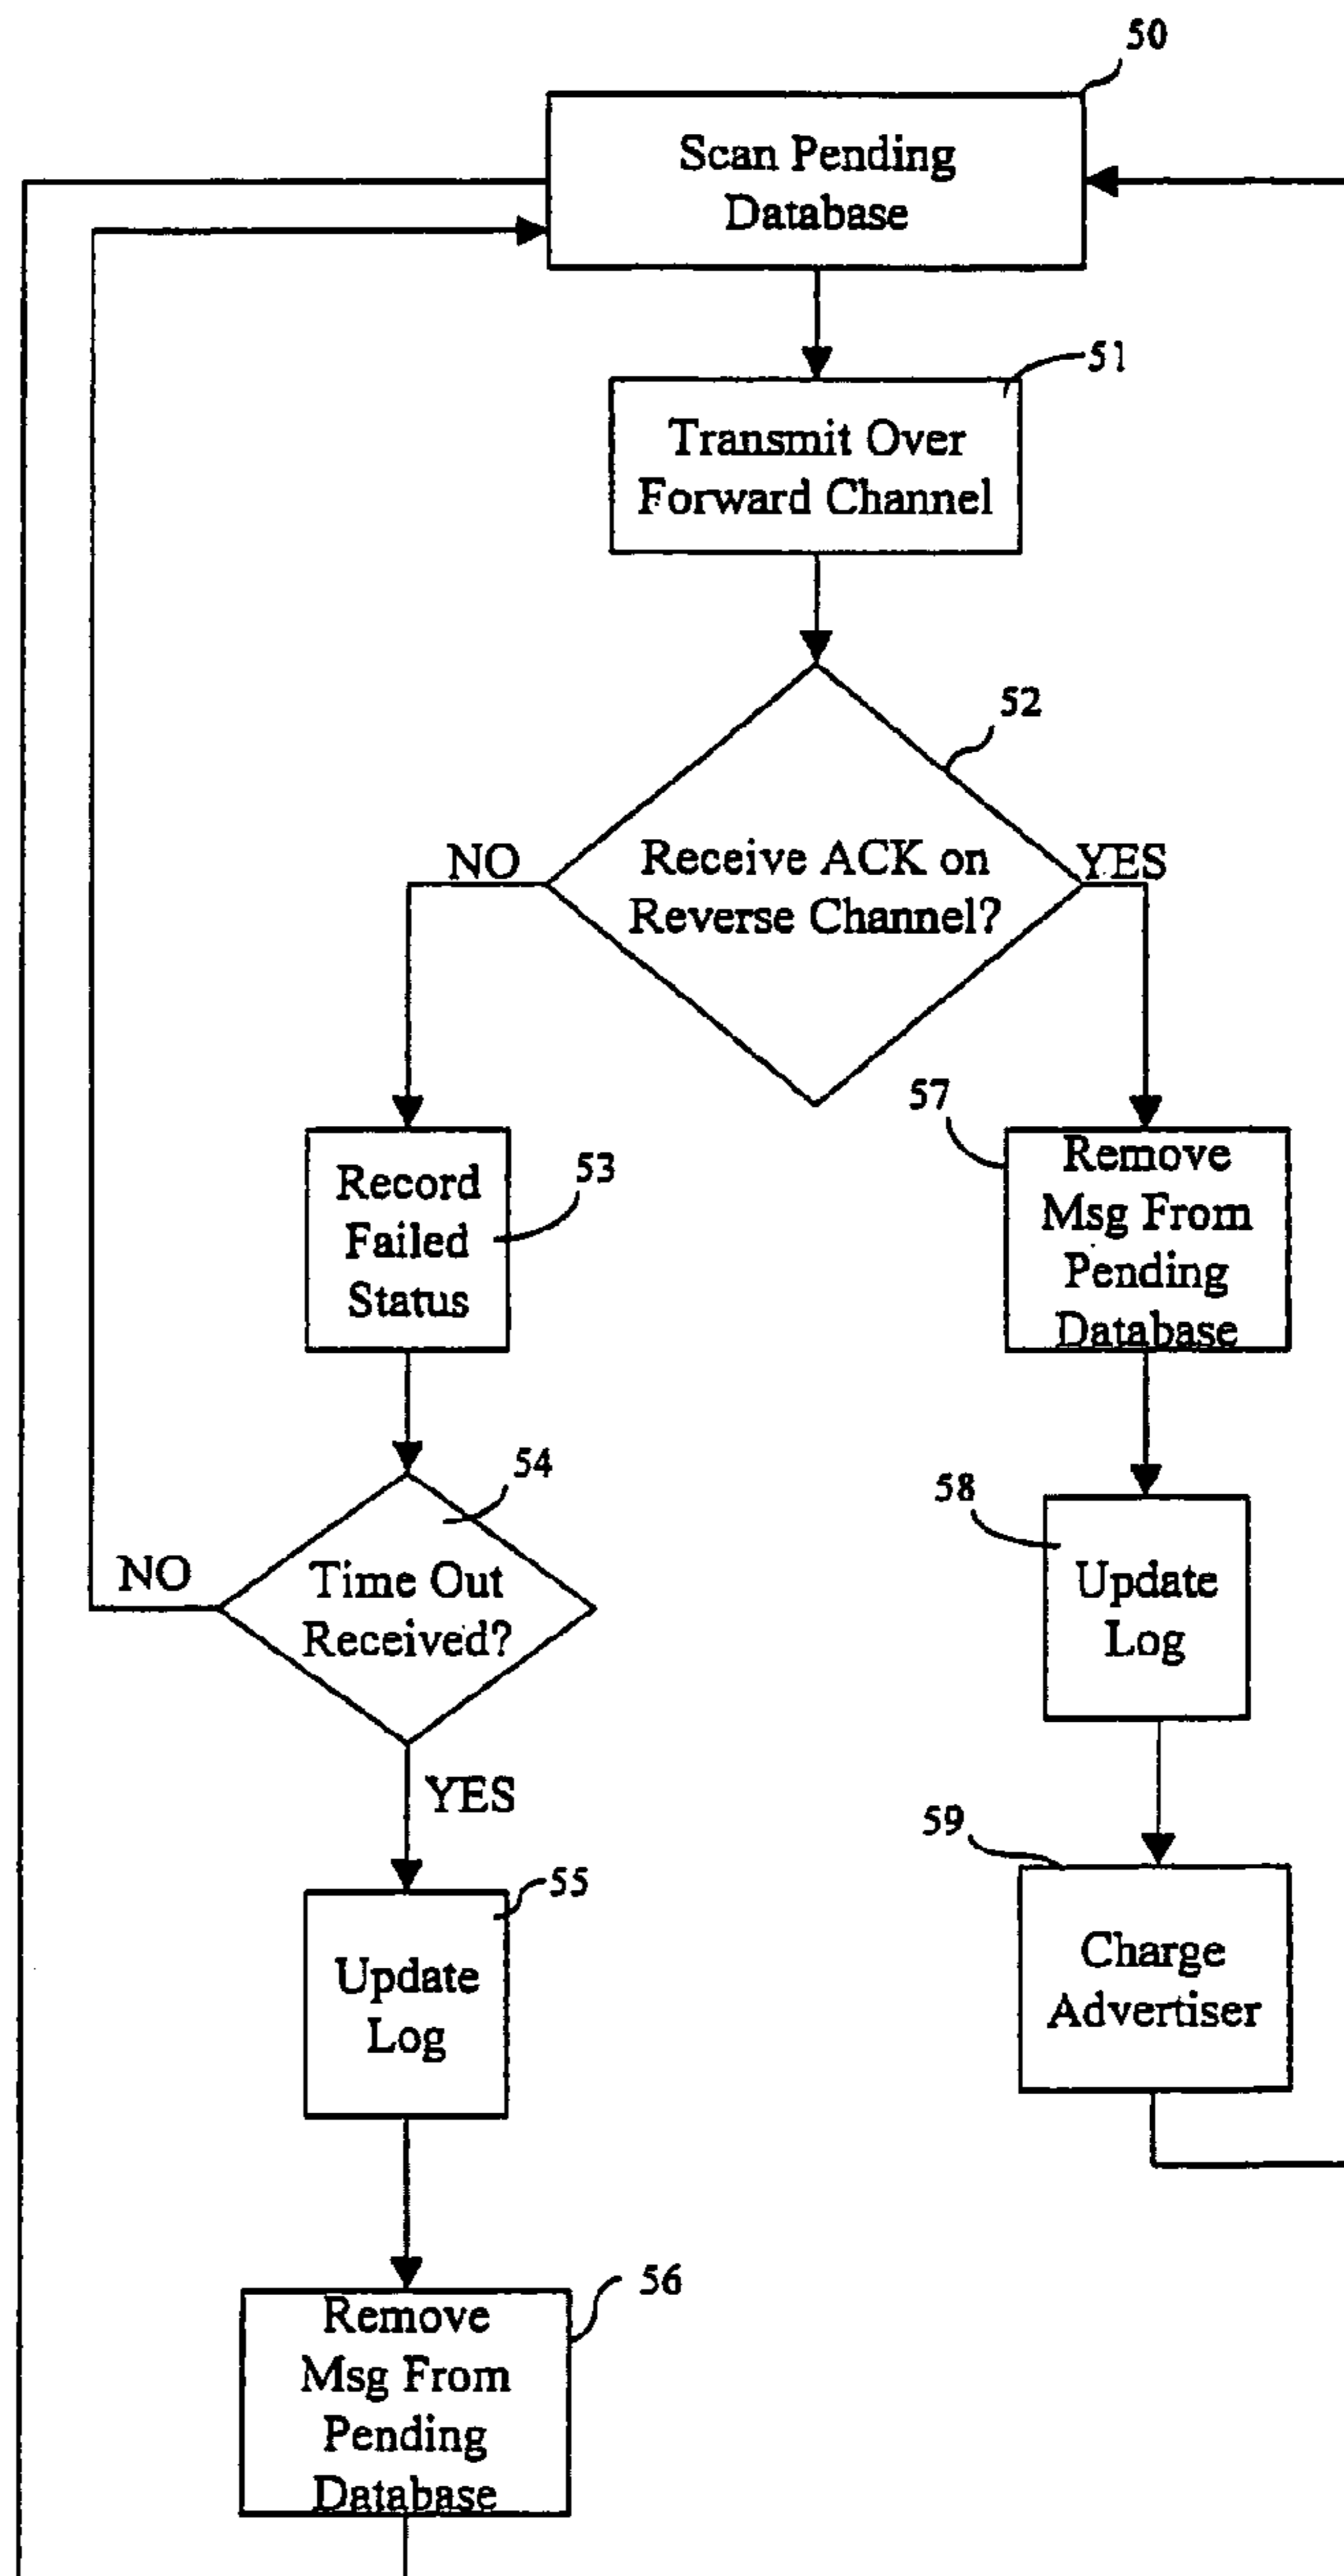 50
Scan Pending
Database
51
Transmit Over
Forward Channel
52
NO
Receive ACK on
Reverse Channel?
YES
53
Record
Failed
Status
57
Remove
Msg From
Pending
Database
54
NO
Time Out
Received?
YES
58
Update
Log
55
Update
Log
59
Charge
Advertiser
56
Remove
Msg From
Pending
Database